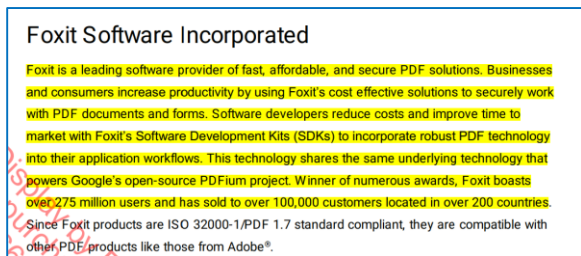 Foxit Software Incorporated
Foxit is a leading software provider of fast, affordable, and secure PDF solutions. Businesses
and consumers increase productivity by using Foxit's cost effective solutions to securely work
with PDF documents and forms. Software developers reduce costs and improve time to
market with Foxit's Software Development Kits (SDKs) to incorporate robust PDF technology
into their application workflows. This technology shares the same underlying technology that
powers Google's open-source PDFium project. Winner of numerous awards, Foxit boasts
over 275 million users and has sold to over 100,000 customers located in over 200 countries.
Since Foxit products are ISO 32000-1/PDF 1.7 standard compliant, they are compatible with
other PDF products like those from Adobe®.